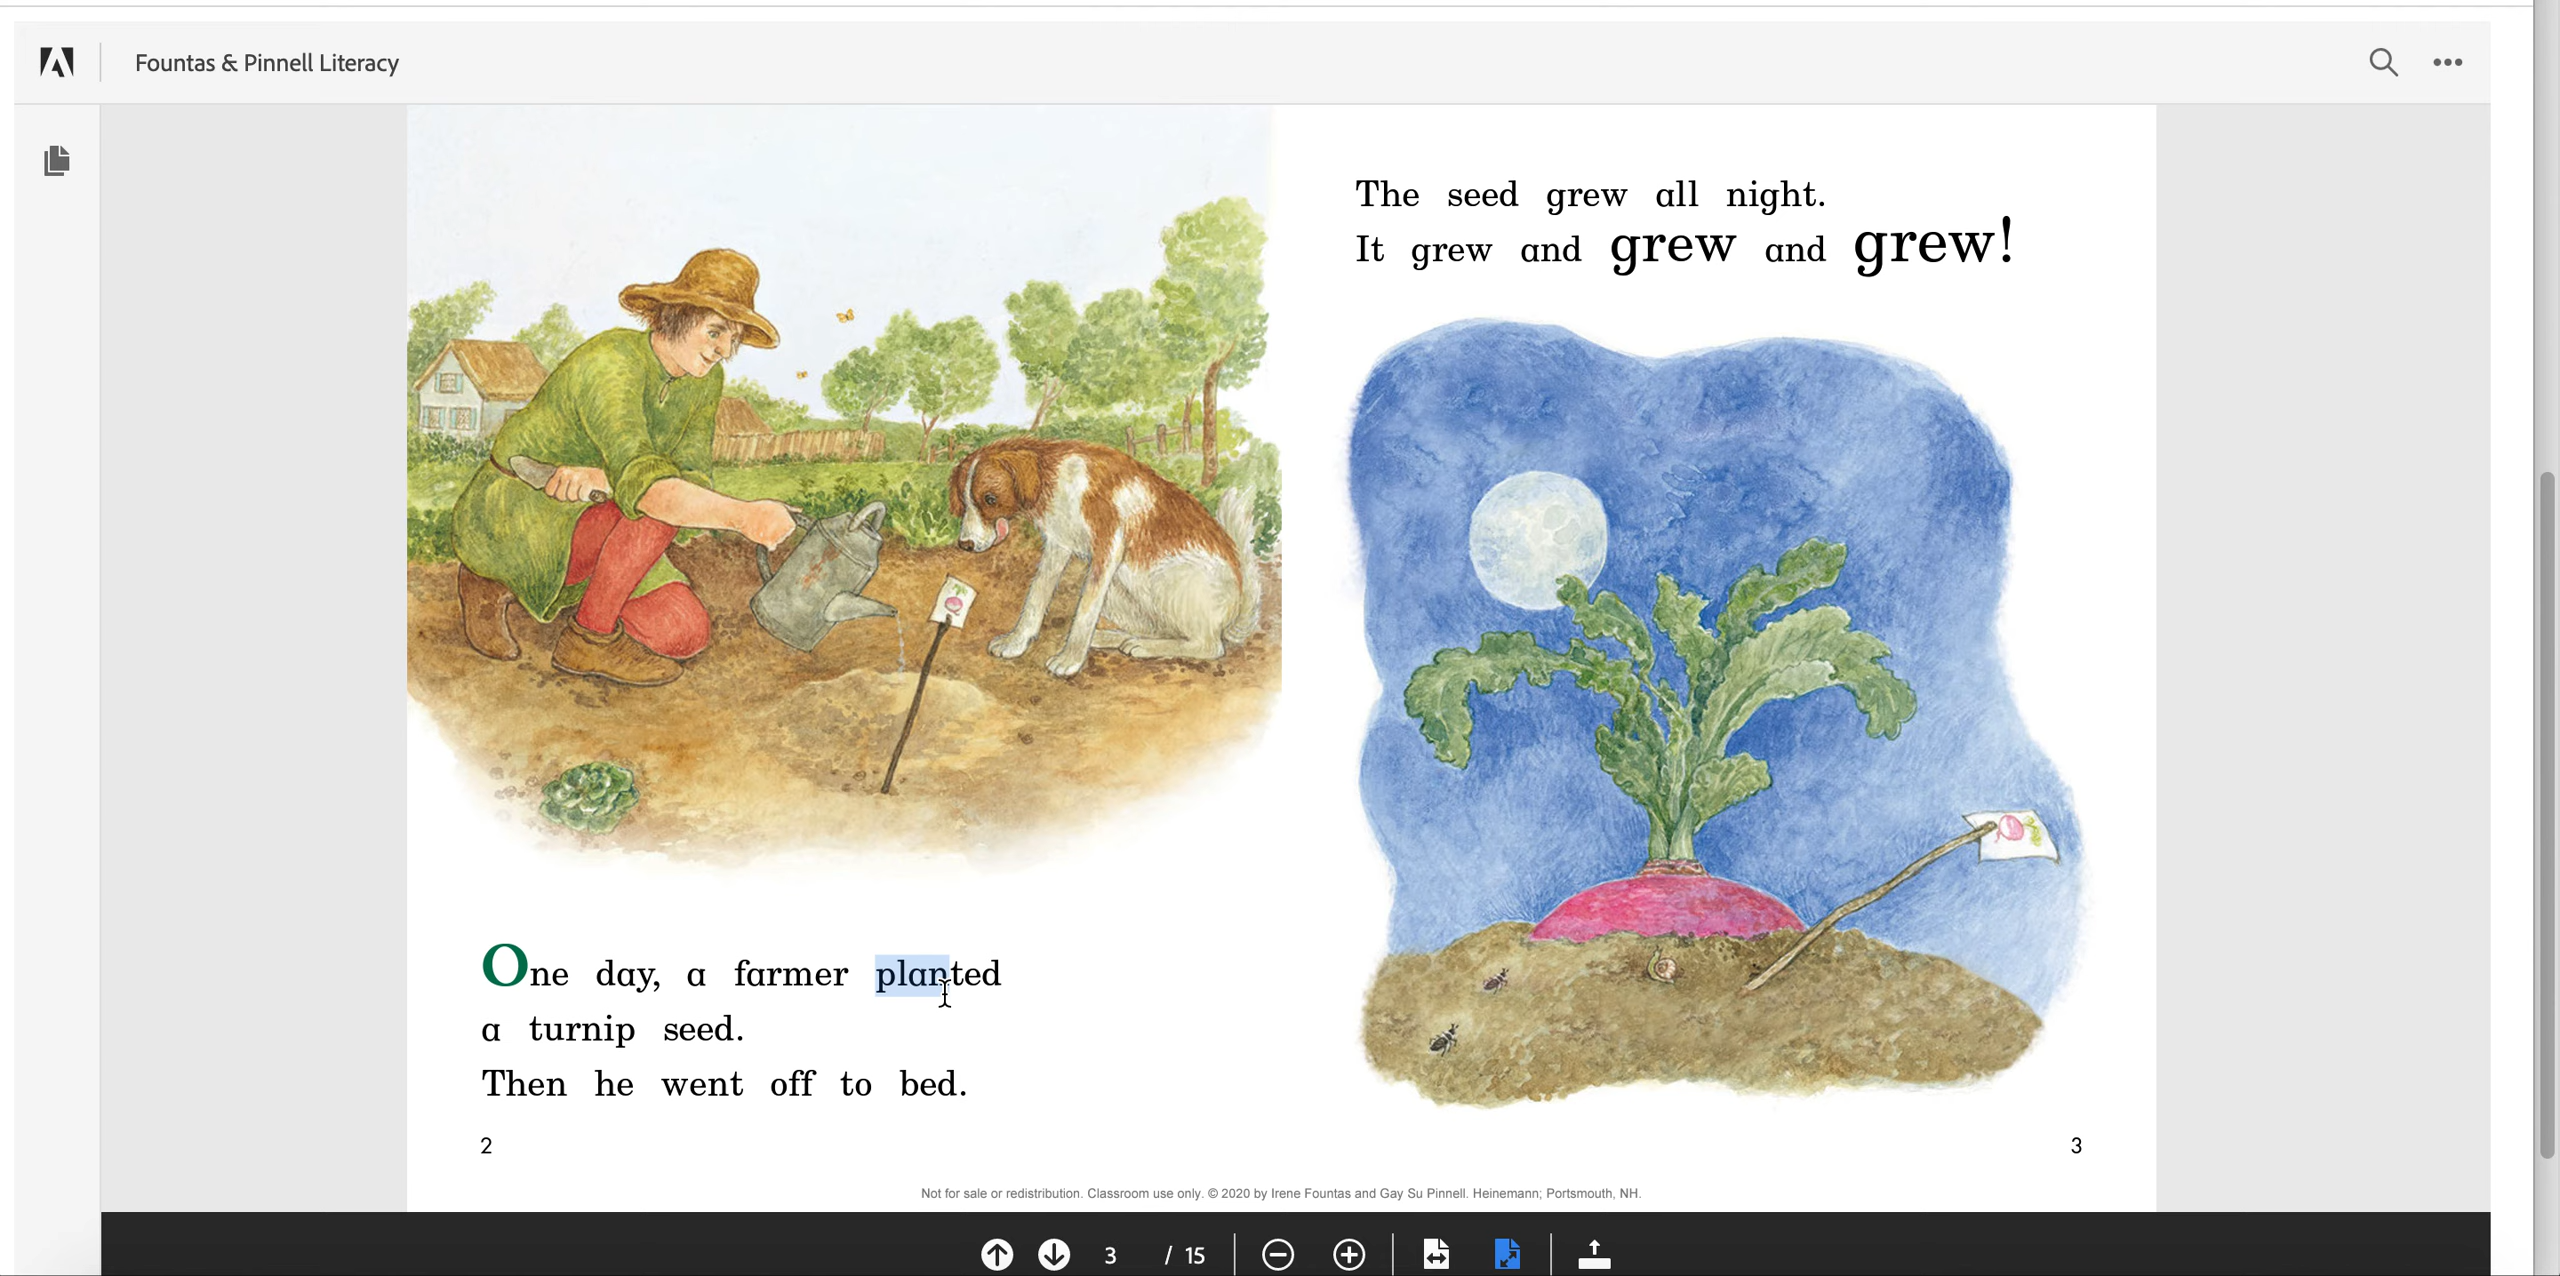 Fountas & Pinnell Literacy
One day, a farmer planted
a turnip seed.
Then he went off to bed.
2
The seed grew all night.
It grew and grew and grew!
3
Not for sale or redistribution. Classroom use only. © 2020 by Irene Fountas and Gay Su Pinnell. Heinemann; Portsmouth, NH.
3 / 15